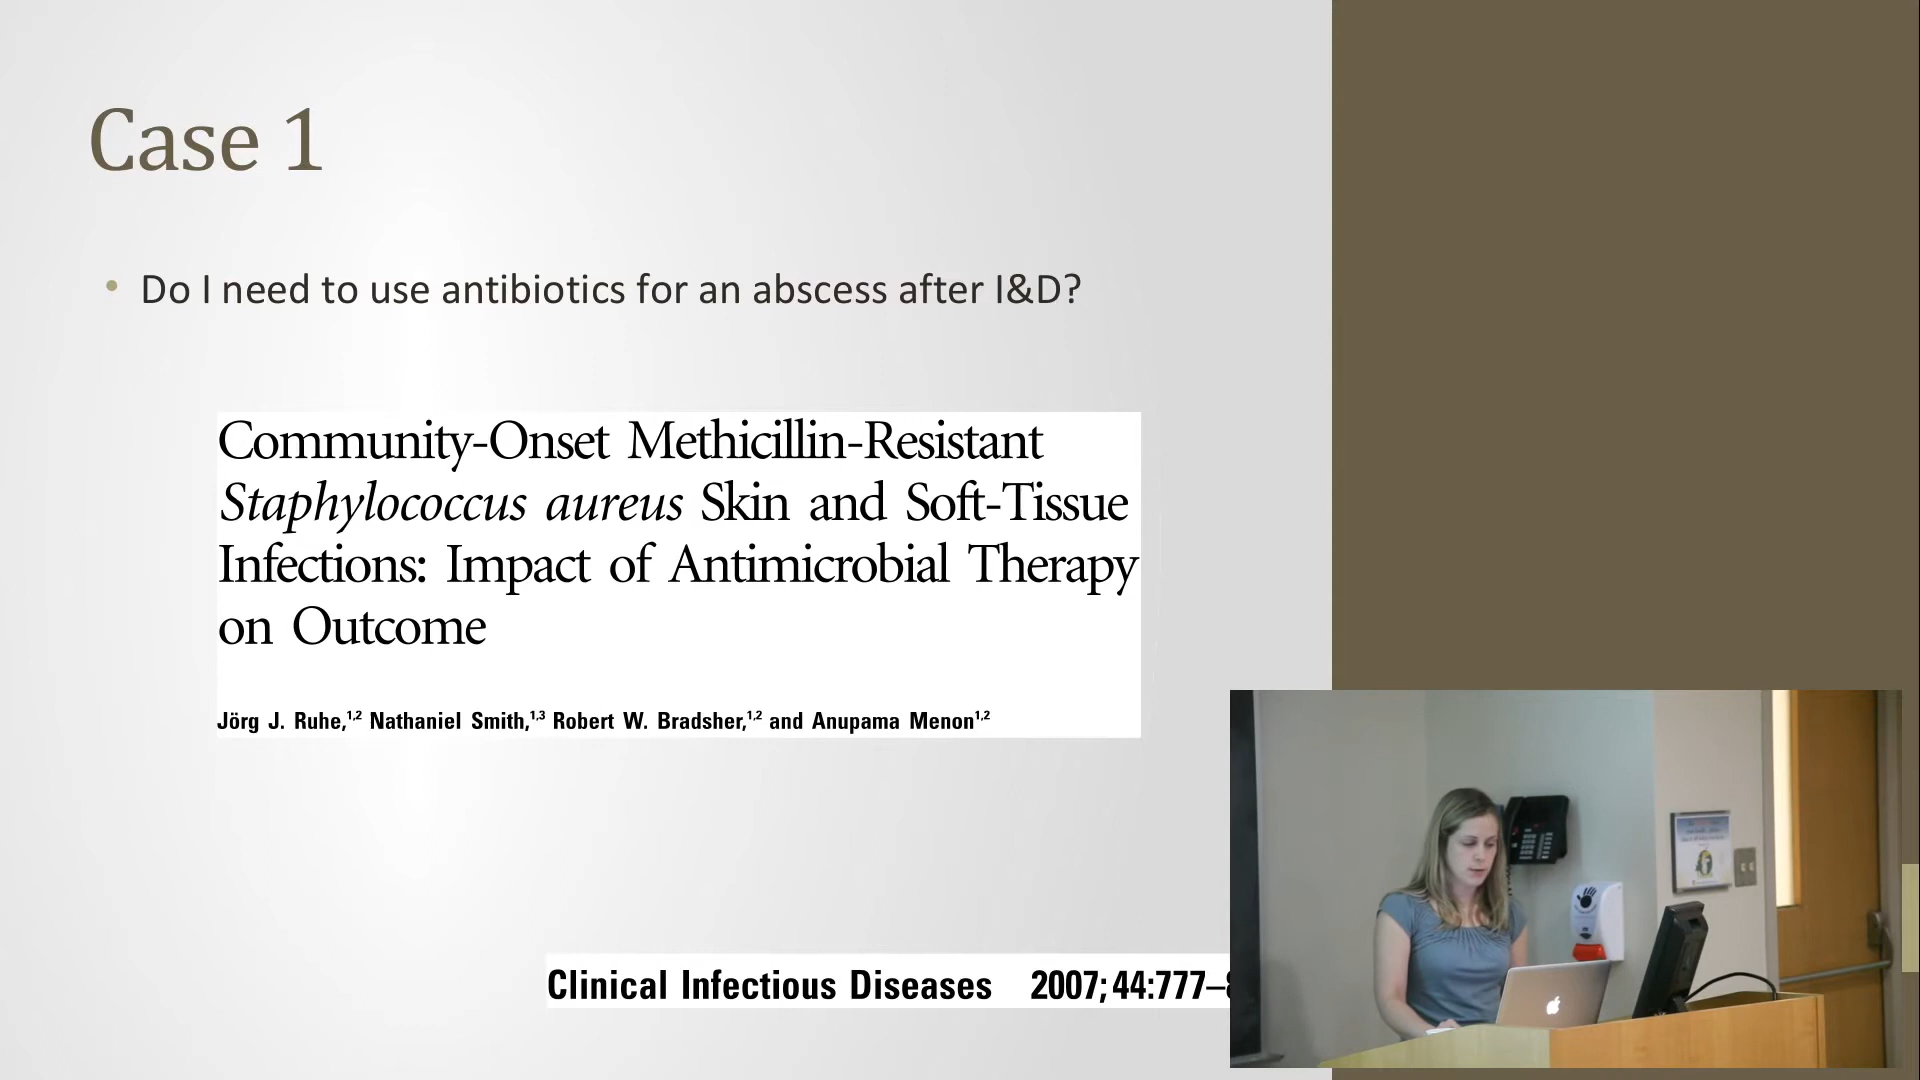 Case 1
• Do I need to use antibiotics for an abscess after I&D?
Community-Onset Methicillin-Resistant
Staphylococcus aureus Skin and Soft-Tissue
Infections: Impact of Antimicrobial Therapy
on Outcome
Jörg J. Ruhe,1,2 Nathaniel Smith,1,3 Robert W. Bradsher,1,2 and Anupama Menon1,2
Clinical Infectious Diseases 2007; 44:777–